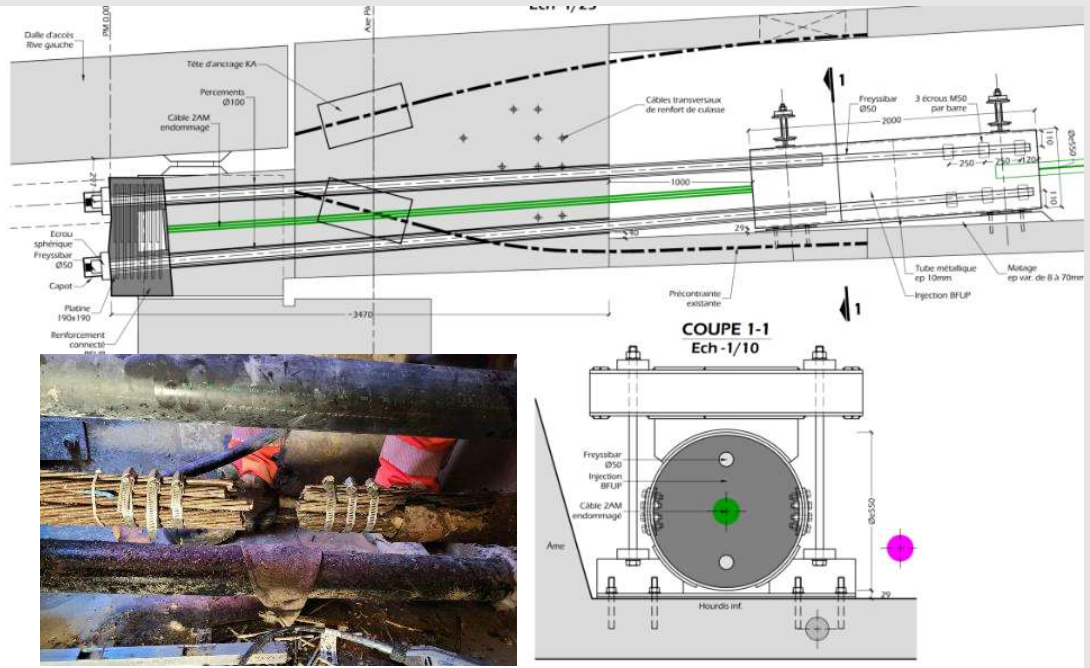 Ech-1/25
Dalle d'accès
Rive gauche
PM 0.00
Tête d'ancrage KA
Percements
Ø100
Câble 2AM
endommagé
Câbles transversaux
de renfort de culasse
1
Freyssibar
Ø50
3 écrous M50
par barre
2000
110
Øe550
250
250
120
110
237
1000
Ecrou
sphérique
Freyssibar
Ø50
Capot
Platine
190x190
Renforcement
connecté
BFUP
40
29
3470
Précontrainte
existante
Tube métallique
ep 10mm
Injection BFUP
Matage
ep var. de 8 à 70mm
1
COUPE 1-1
Ech -1/10
Freyssibar
Ø50
Injection
BFUP
Câble 2AM
endommagé
Ame
Øe550
29
Hourdis inf.